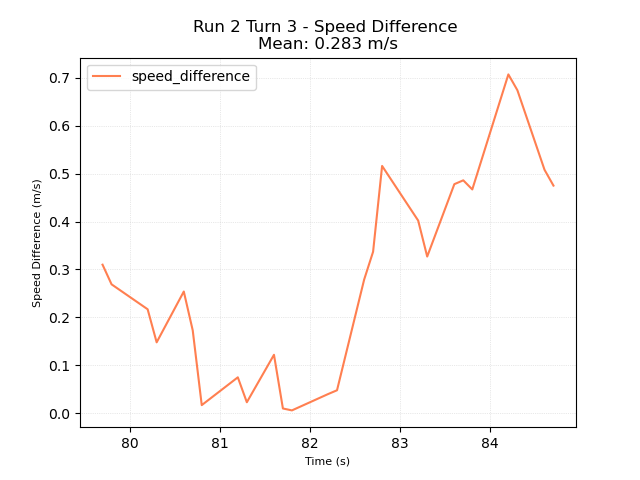 Run 2 Turn 3 - Speed Difference
Mean: 0.283 m/s
speed_difference
0.7
0.6
0.5
0.4
0.3
0.2
0.1
0.0
Speed Difference (m/s)
80 81 82 83 84
Time (s)